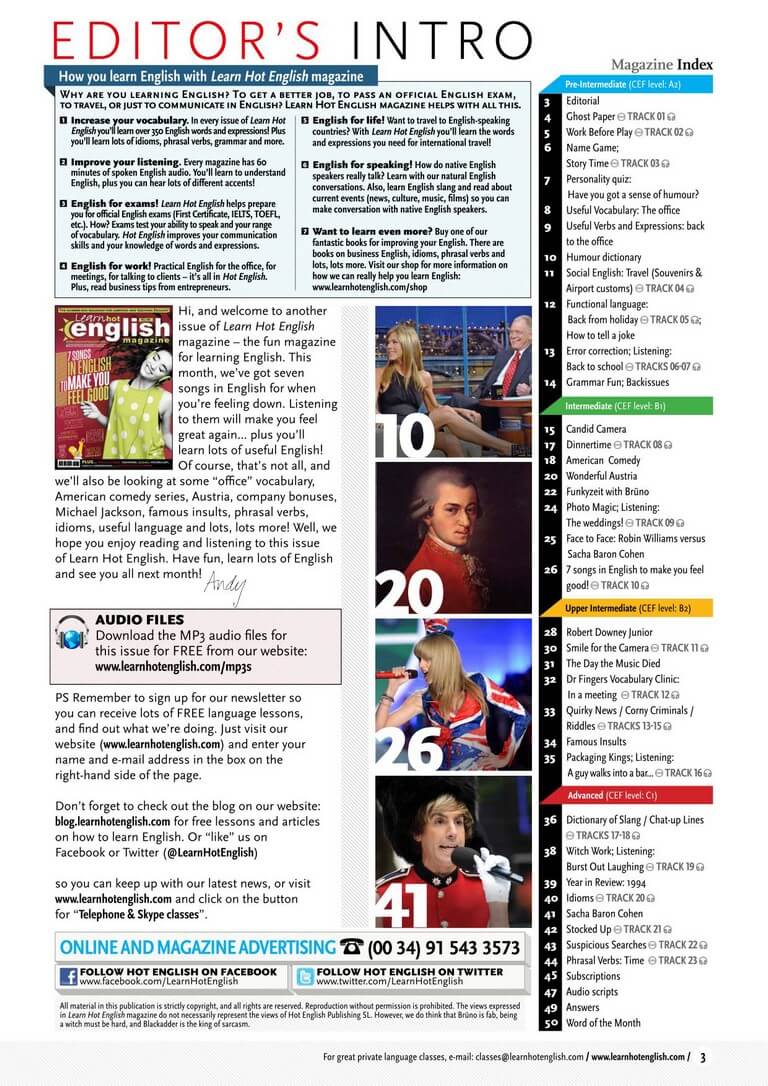 EDITOR'S INTRO
How you learn English with Learn Hot English magazine
WHY ARE YOU LEARNING ENGLISH? TO GET A BETTER JOB, TO PASS AN OFFICIAL ENGLISH EXAM,
TO TRAVEL, OR JUST TO COMMUNICATE IN ENGLISH? LEARN HOT ENGLISH MAGAZINE HELPS WITH ALL THIS.
1 Increase your vocabulary. In every issue of Learn Hot
English you'll learn over 350 English words and expressions! Plus
you'll learn lots of idioms, phrasal verbs, grammar and more.
2 Improve your listening. Every magazine has 60
minutes of spoken English audio. You'll learn to understand
English, plus you can hear lots of different accents!
3 English for exams! Learn Hot English helps prepare
you for official English exams (First Certificate, IELTS, TOEFL,
etc.). How? Exams test your ability to speak and your range
of vocabulary. Hot English improves your communication
skills and your knowledge of words and expressions.
4 English for work! Practical English for the office, for
meetings, for talking to clients – it's all in Hot English.
Plus, read business tips from entrepreneurs.
5 English for life! Want to travel to English-speaking
countries? With Learn Hot English you'll learn the words
and expressions you need for international travel!
6 English for speaking! How do native English
speakers really talk? Learn with our natural English
conversations. Also, learn English slang and read about
current events (news, culture, music, films) so you can
make conversation with native English speakers.
7 Want to learn even more? Buy one of our
fantastic books for improving your English. There are
books on business English, idioms, phrasal verbs and
lots, lots more. Visit our shop for more information on
how we can really help you learn English:
www.learnhotenglish.com/shop
Learn hot
english
magazine
7 SONGS
IN ENGLISH
TO MAKE YOU
FEEL GOOD!
PLUS...
Hi, and welcome to another
issue of Learn Hot English
magazine – the fun magazine
for learning English. This
month, we've got seven
songs in English for when
you're feeling down. Listening
to them will make you feel
great again... plus you'll
learn lots of useful English!
Of course, that's not all, and
we'll also be looking at some "office" vocabulary,
American comedy series, Austria, company bonuses,
Michael Jackson, famous insults, phrasal verbs,
idioms, useful language and lots, lots more! Well, we
hope you enjoy reading and listening to this issue
of Learn Hot English. Have fun, learn lots of English
and see you all next month!
Andy
AUDIO FILES
Download the MP3 audio files for
this issue for FREE from our website:
www.learnhotenglish.com/mp3s
PS Remember to sign up for our newsletter so
you can receive lots of FREE language lessons,
and find out what we're doing. Just visit our
website (www.learnhotenglish.com) and enter your
name and e-mail address in the box on the
right-hand side of the page.
Don't forget to check out the blog on our website:
blog.learnhotenglish.com for free lessons and articles
on how to learn English. Or "like" us on
Facebook or Twitter (@LearnHotEnglish)
so you can keep up with our latest news, or visit
www.learnhotenglish.com and click on the button
for "Telephone & Skype classes".
10
20
26
41
ONLINE AND MAGAZINE ADVERTISING (00 34) 91 543 3573
FOLLOW HOT ENGLISH ON FACEBOOK
www.facebook.com/LearnHotEnglish
FOLLOW HOT ENGLISH ON TWITTER
www.twitter.com/LearnHotEnglish
All material in this publication is strictly copyright, and all rights are reserved. Reproduction without permission is prohibited. The views expressed
in Learn Hot English magazine do not necessarily represent the views of Hot English Publishing SL. However, we do think that Brüno is fab, being
a witch must be hard, and Blackadder is the king of sarcasm.
Magazine Index
Pre-Intermediate (CEF level: A2)
3 Editorial
4 Ghost Paper TRACK 01
5 Work Before Play TRACK 02
6 Name Game;
Story Time TRACK 03
7 Personality quiz:
Have you got a sense of humour?
8 Useful Vocabulary: The office
9 Useful Verbs and Expressions: back
to the office
10 Humour dictionary
11 Social English: Travel (Souvenirs &
Airport customs) TRACK 04
12 Functional language:
Back from holiday TRACK 05;
How to tell a joke
13 Error correction; Listening:
Back to school TRACKS 06-07
14 Grammar Fun; Backissues
Intermediate (CEF level: B1)
15 Candid Camera
17 Dinnertime TRACK 08
18 American Comedy
20 Wonderful Austria
22 Funkyzeit with Brüno
24 Photo Magic; Listening:
The weddings! TRACK 09
25 Face to Face: Robin Williams versus
Sacha Baron Cohen
26 7 songs in English to make you feel
good! TRACK 10
Upper Intermediate (CEF level: B2)
28 Robert Downey Junior
30 Smile for the Camera TRACK 11
31 The Day the Music Died
32 Dr Fingers Vocabulary Clinic:
In a meeting TRACK 12
33 Quirky News / Corny Criminals /
Riddles TRACKS 13-15
34 Famous Insults
35 Packaging Kings; Listening:
A guy walks into a bar... TRACK 16
Advanced (CEF level: C1)
36 Dictionary of Slang / Chat-up Lines
TRACKS 17-18
38 Witch Work; Listening:
Burst Out Laughing TRACK 19
39 Year in Review: 1994
40 Idioms TRACK 20
41 Sacha Baron Cohen
42 Stocked Up TRACK 21
43 Suspicious Searches TRACK 22
44 Phrasal Verbs: Time TRACK 23
45 Subscriptions
47 Audio scripts
49 Answers
50 Word of the Month
For great private language classes, e-mail: classes@learnhotenglish.com / www.learnhotenglish.com / 3